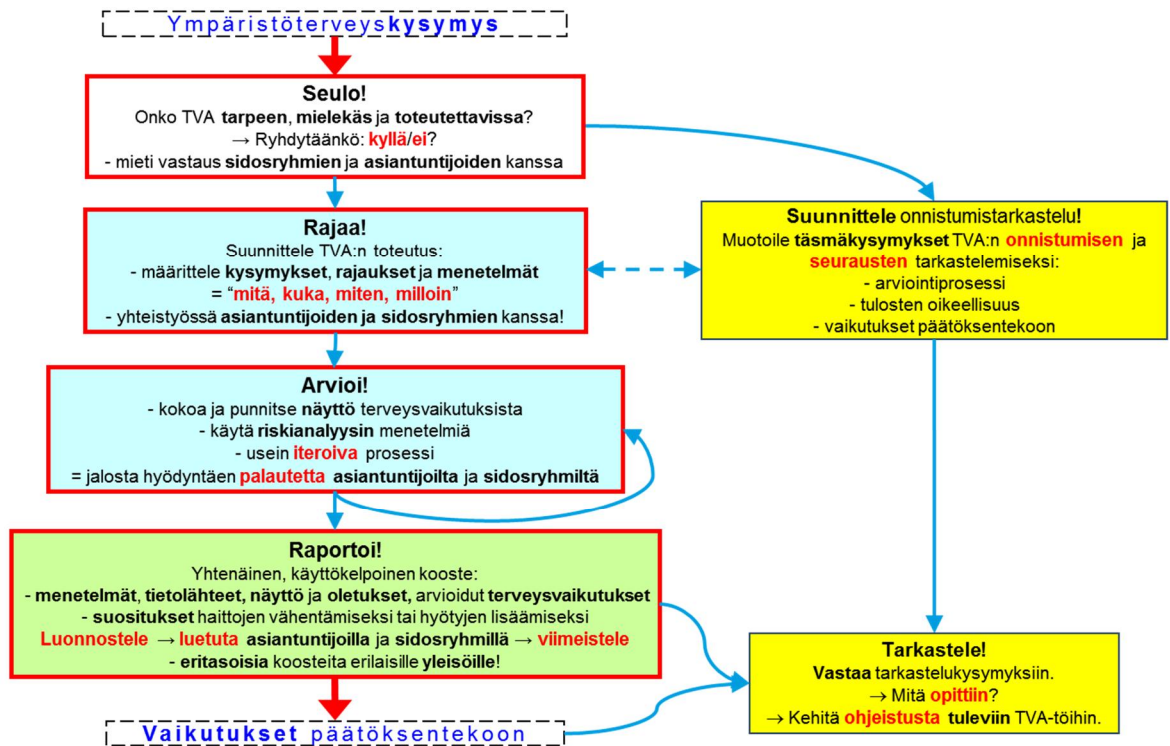 Ympäristöterveyskysymys
Seulo!
Onko TVA tarpeen, mielekäs ja toteutettavissa?
→ Ryhdytäänkö: kyllä/ei?
- mieti vastaus sidosryhmien ja asiantuntijoiden kanssa
Rajaa!
Suunnittele TVA:n toteutus:
- määrittele kysymykset, rajaukset ja menetelmät
= “mitä, kuka, miten, milloin”
- yhteistyössä asiantuntijoiden ja sidosryhmien kanssa!
Suunnittele onnistumistarkastelu!
Muotoile täsmäkysymykset TVA:n onnistumisen ja
seurausten tarkastelemiseksi:
- arviointiprosessi
- tulosten oikeellisuus
- vaikutukset päätöksentekoon
Arvioi!
- kokoa ja punnitse näyttö terveysvaikutuksista
- käytä riskianalyysin menetelmiä
- usein iteroiva prosessi
= jalosta hyödyntäen palautetta asiantuntijoilta ja sidosryhmiltä
Raportoi!
Yhtenäinen, käyttökelpoinen kooste:
- menetelmät, tietolähteet, näyttö ja oletukset, arvioidut terveysvaikutukset
- suositukset haittojen vähentämiseksi tai hyötyjen lisäämiseksi
Luonnostele → luetuta asiantuntijoilla ja sidosryhmillä → viimeistele
- eritasoisia koosteita erilaisille yleisöille!
Tarkastele!
Vastaa tarkastelukysymyksiin.
→ Mitä opittiin?
→ Kehitä ohjeistusta tuleviin TVA-töihin.
Vaikutukset päätöksentekoon